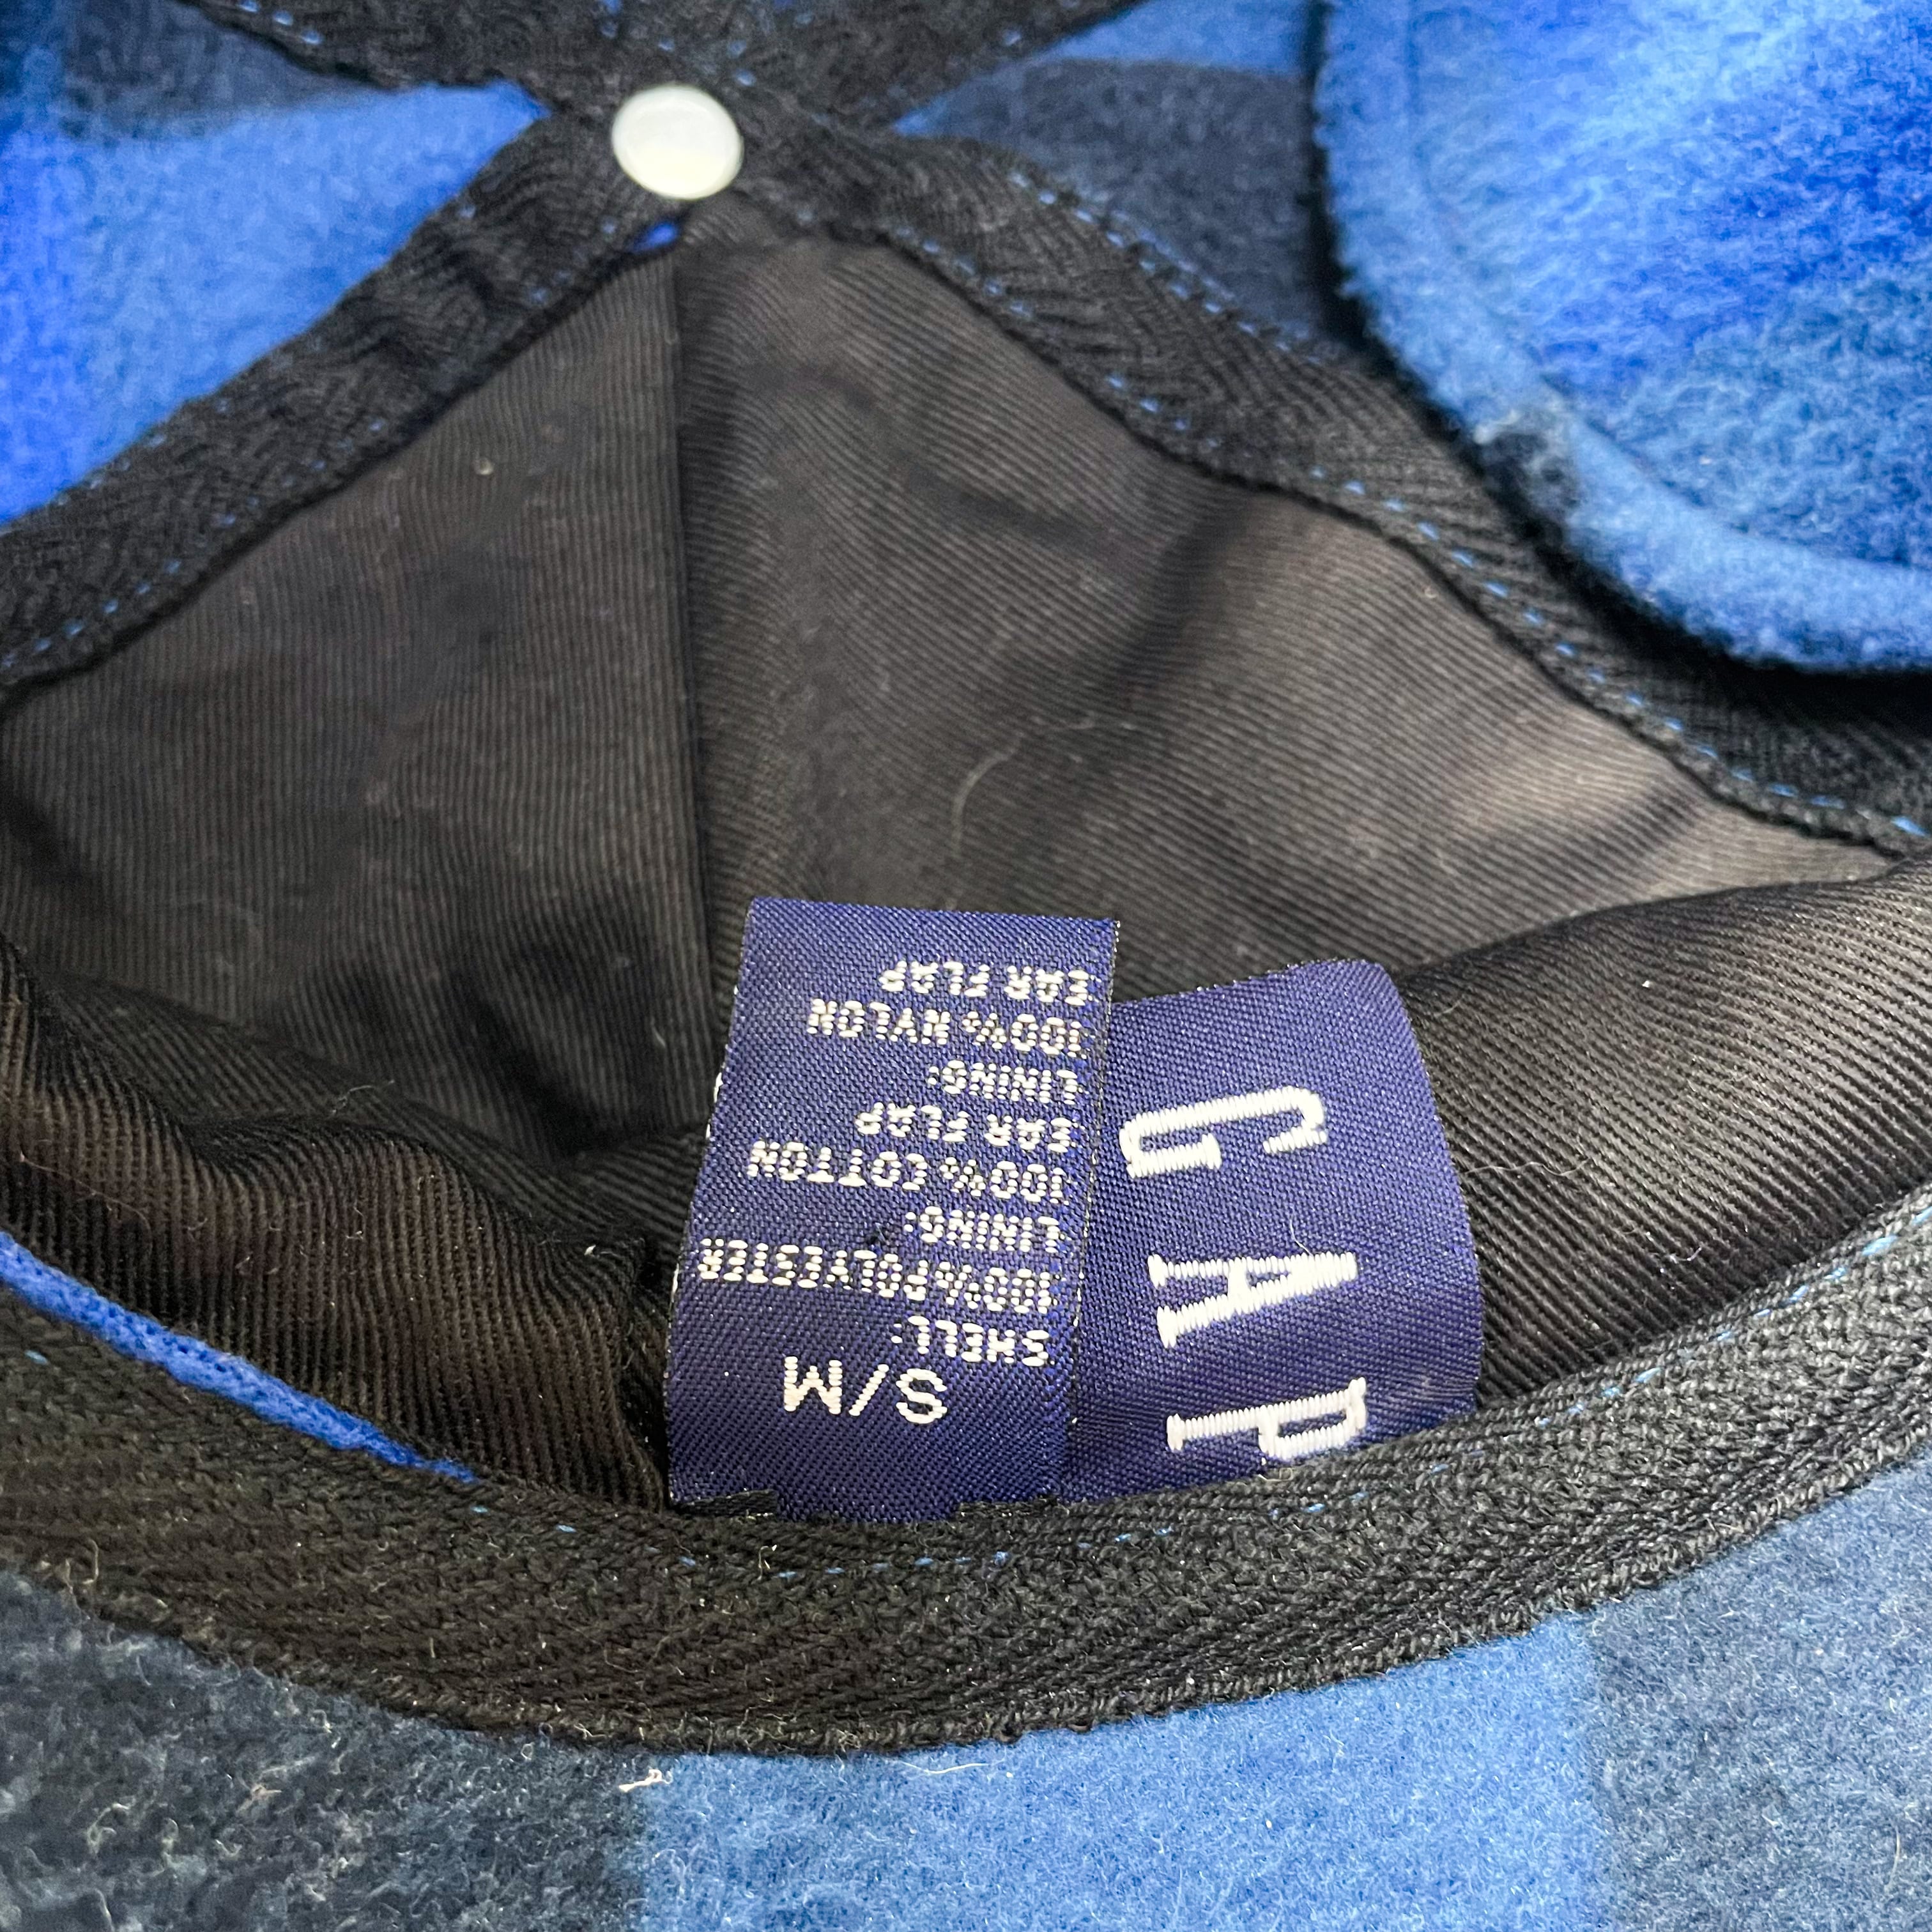 GAP
S/M
SHELL:
100% POLYESTER
LINING:
100% COTTON
EAR FLAP
LINING:
100% NYLON
EAR FLAP